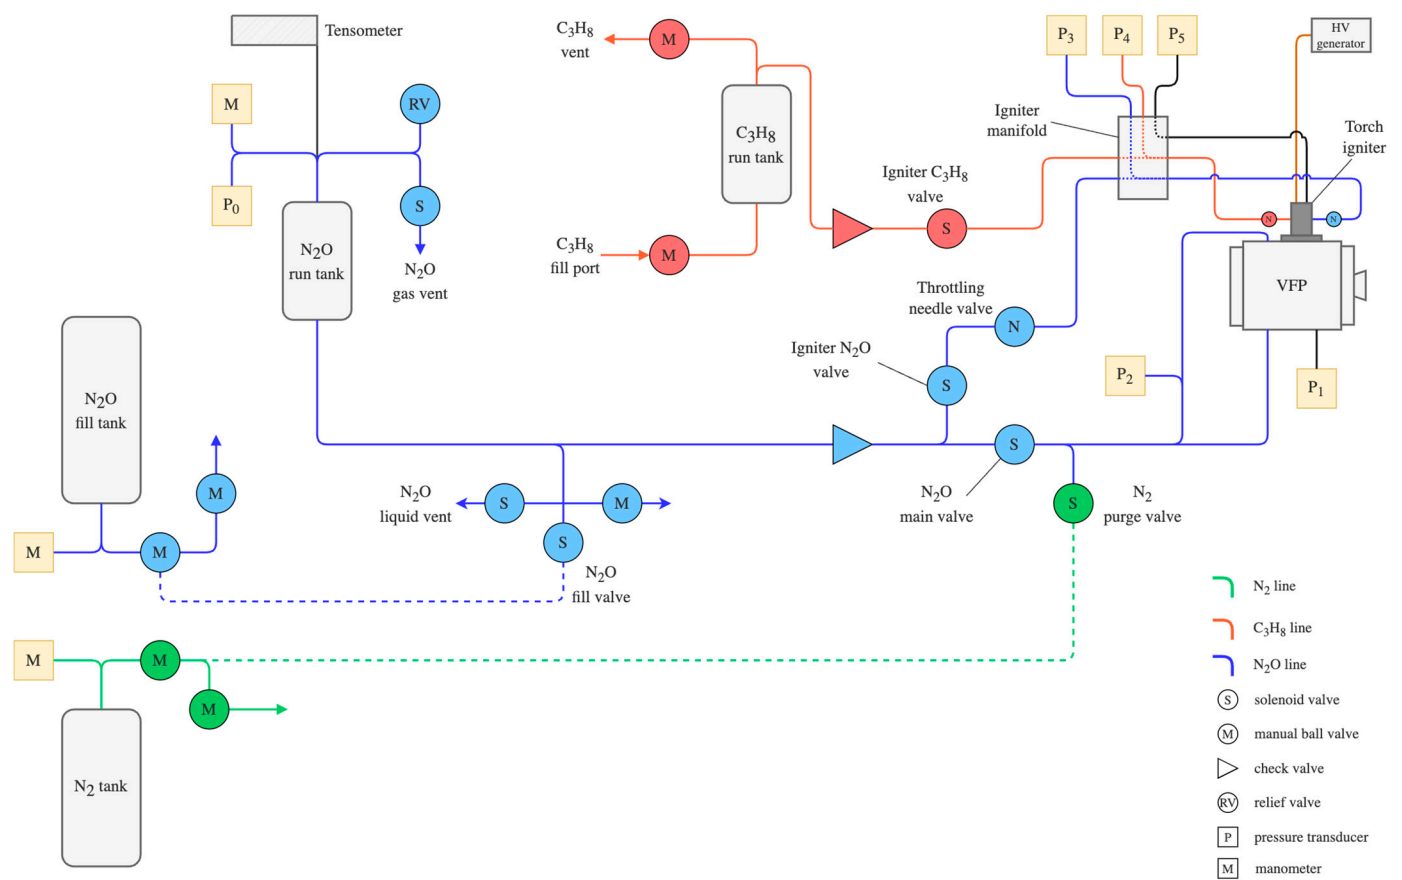 Tensometer
M
RV
P0
S
N2O
gas vent
N2O
run tank
N2O
fill tank
M
M
M
C3H8
vent
M
C3H8
run tank
C3H8
fill port
M
Igniter C3H8
valve
S
P3
P4
P5
HV
generator
Igniter
manifold
Torch
igniter
N
N
VFP
Throttling
needle valve
N
Igniter N2O
valve
S
P2
P1
S
N2O
main valve
N2
purge valve
S
N2O
liquid vent
S
M
S
N2O
fill valve
M
M
M
N2 tank
N2 line
C3H8 line
N2O line
S
solenoid valve
M
manual ball valve
check valve
RV
relief valve
P
pressure transducer
M
manometer